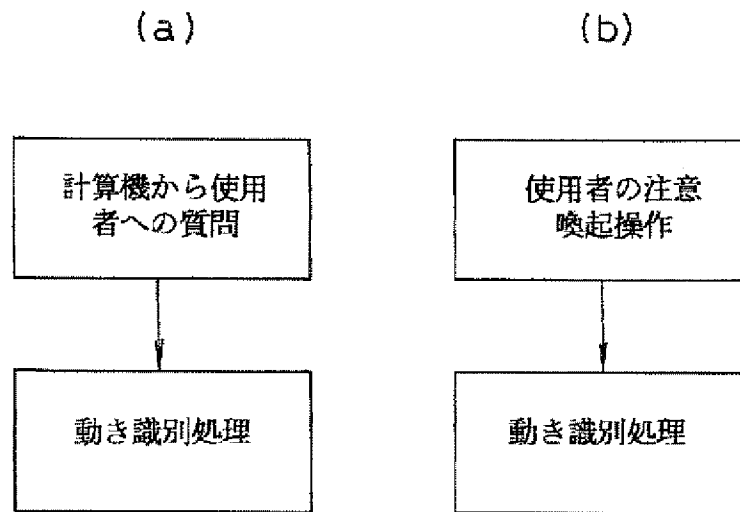 (a)
計算機から使用
者への質問
動き識別処理
(b)
使用者の注意
喚起操作
動き識別処理